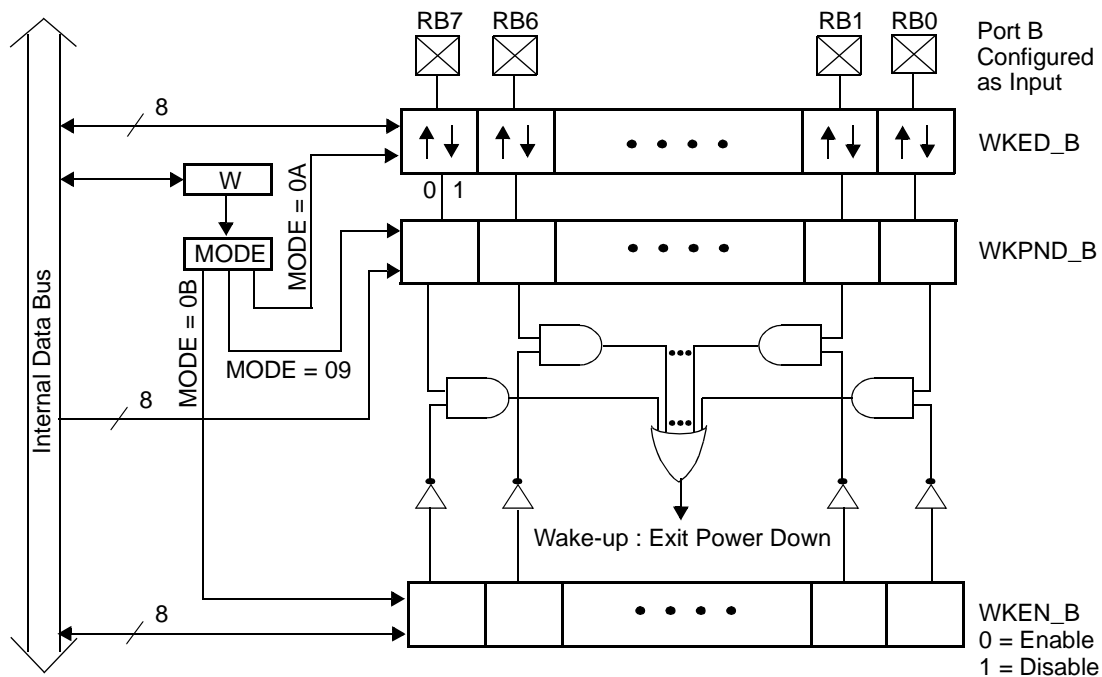 RB7 RB6 RB1 RB0
Port B
Configured
as Input
8
WKED_B
W
MODE = 0A
0 1
MODE
WKPND_B
MODE = 0B
MODE = 09
8
Internal Data Bus
Wake-up : Exit Power Down
8
WKEN_B
0 = Enable
1 = Disable